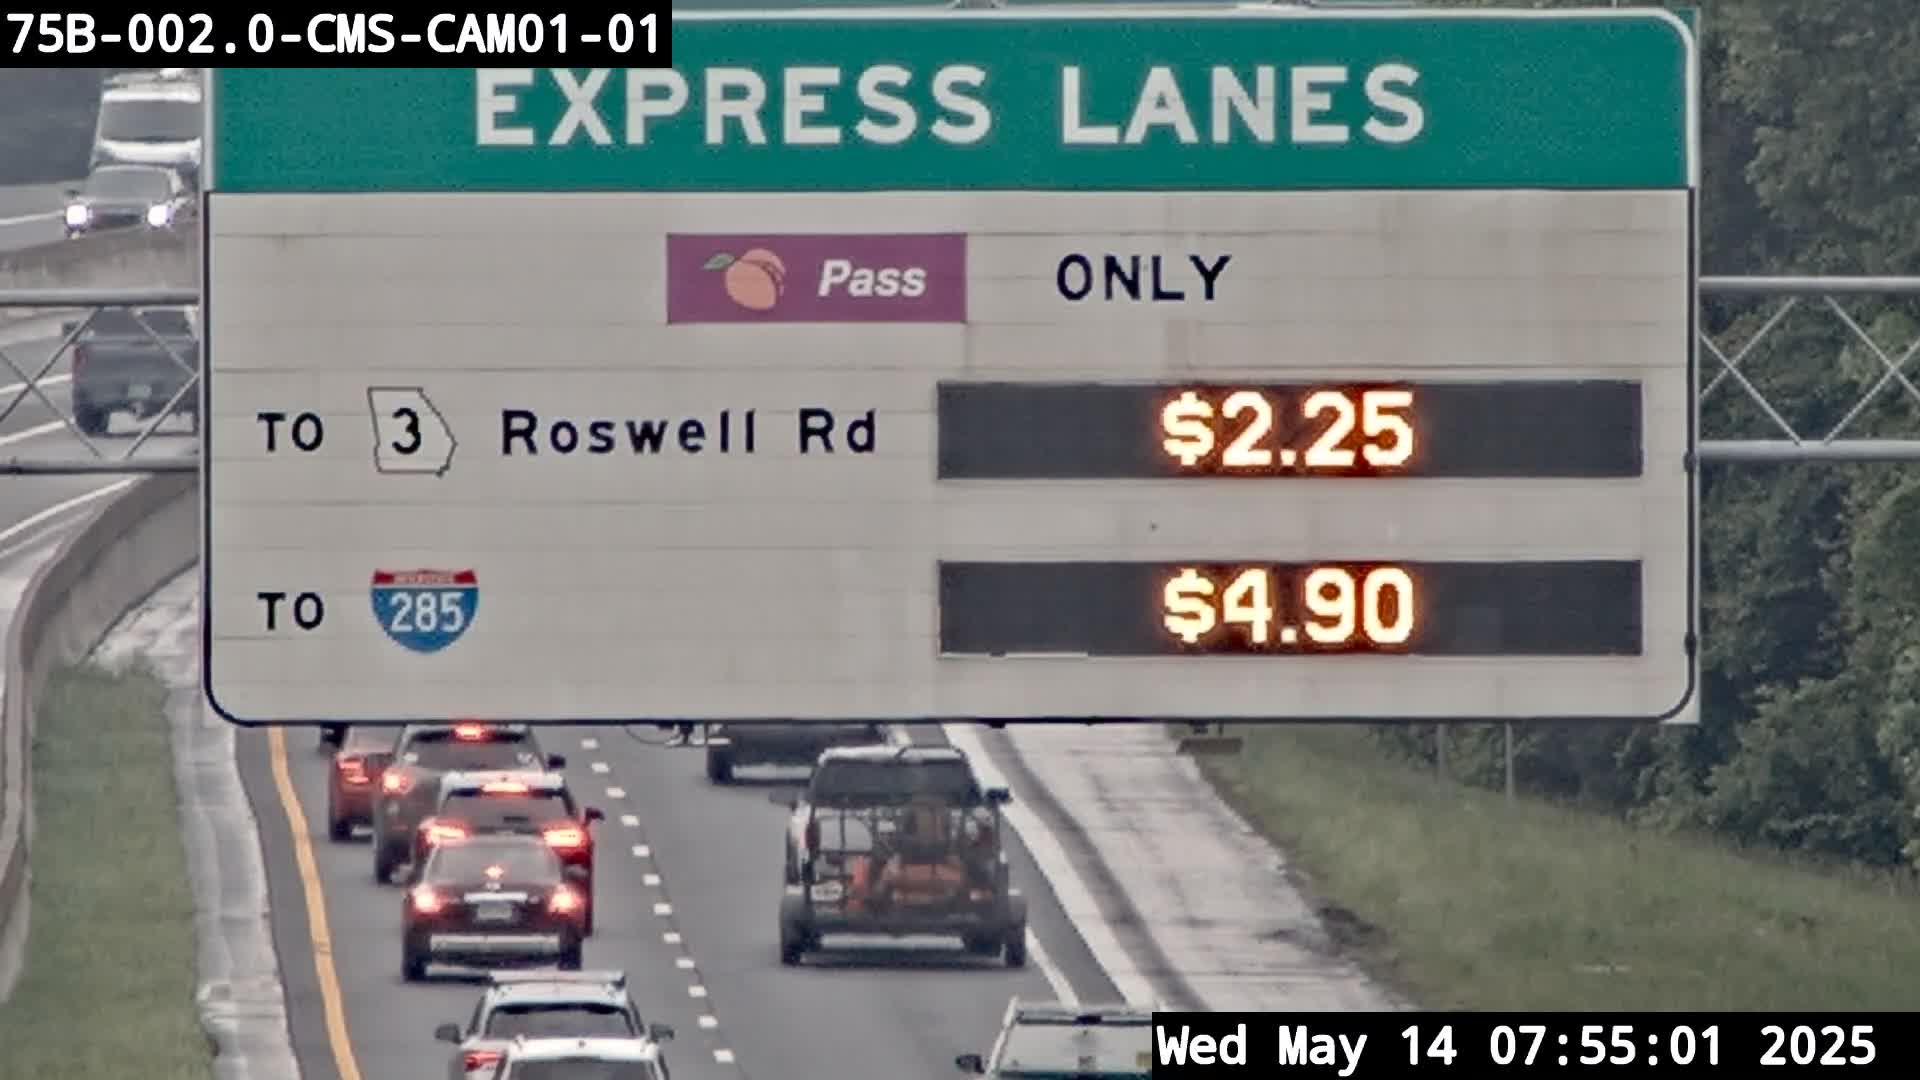 75B-002.0-CMS-CAM01-01
EXPRESS LANES
Pass ONLY
TO 3 Roswell Rd $2.25
TO 285 $4.90
Wed May 14 07:55:01 2025